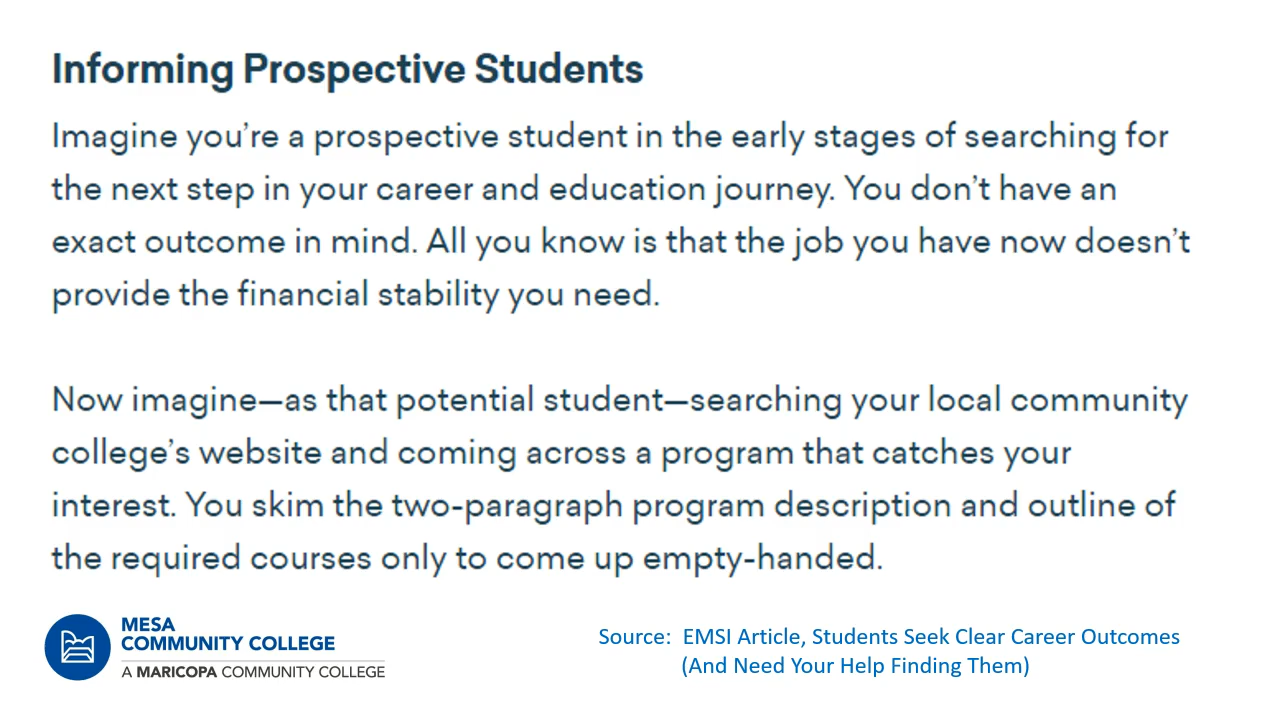 Informing Prospective Students
Imagine you’re a prospective student in the early stages of searching for
the next step in your career and education journey. You don’t have an
exact outcome in mind. All you know is that the job you have now doesn’t
provide the financial stability you need.
Now imagine—as that potential student—searching your local community
college’s website and coming across a program that catches your
interest. You skim the two-paragraph program description and outline of
the required courses only to come up empty-handed.
MESA
COMMUNITY COLLEGE
A MARICOPA COMMUNITY COLLEGE
Source: EMSI Article, Students Seek Clear Career Outcomes
(And Need Your Help Finding Them)